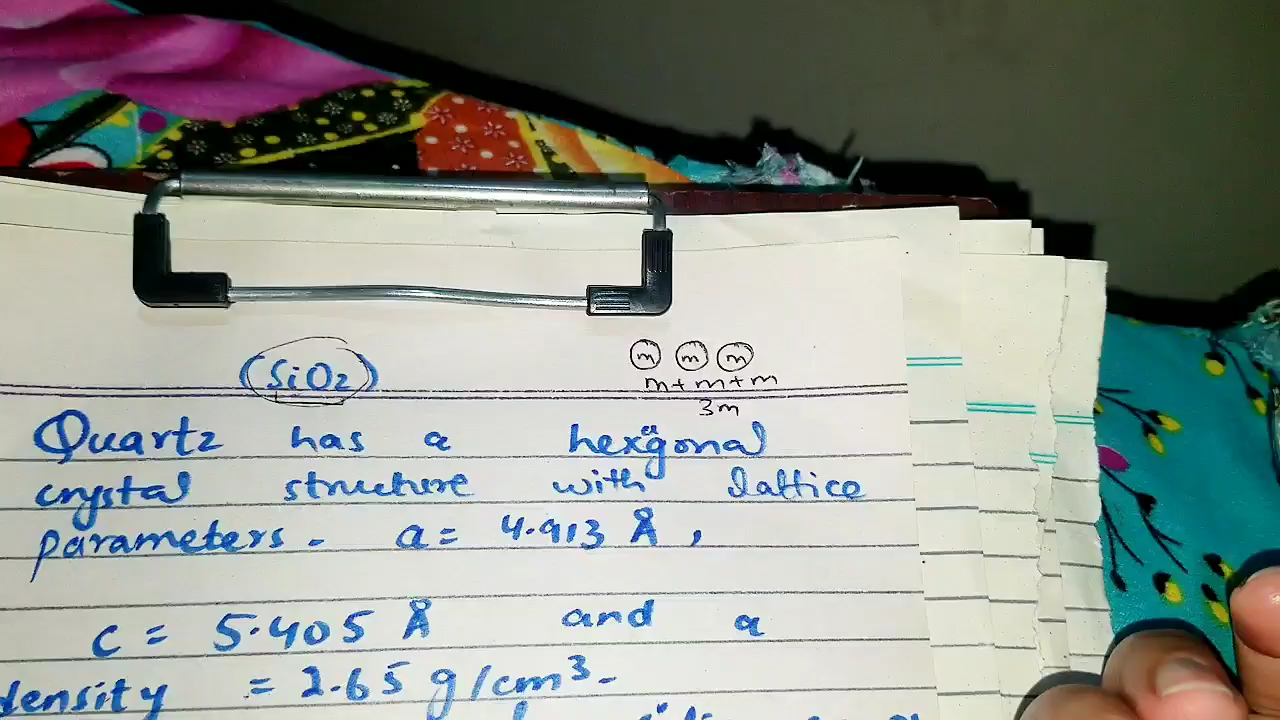 (SiO2)
m m m
m+m+m
3m
Quartz has a hexagonal
crystal structure with lattice
parameters. a= 4.913 Å,
c = 5.405 Å and a
density = 2.65 g/cm³.